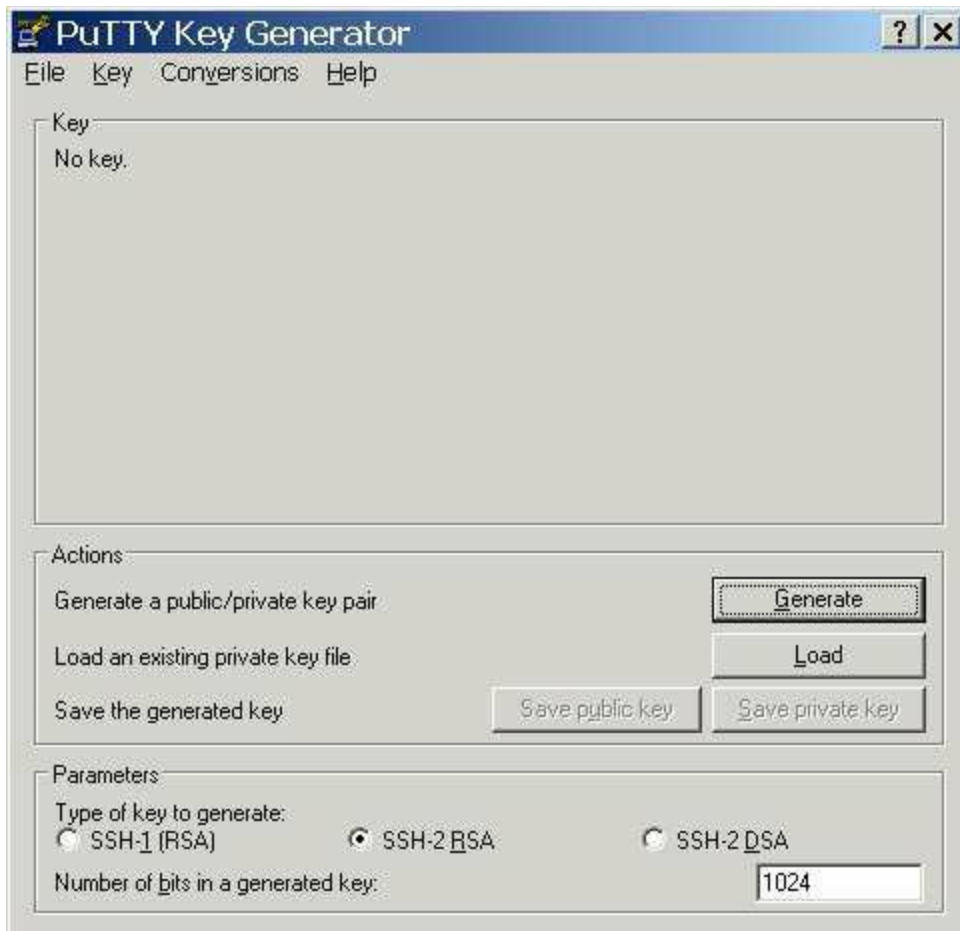 PuTTY Key Generator ? ×
File Key Conversions Help
Key
No key.
Actions
Generate a public/private key pair Generate
Load an existing private key file Load
Save the generated key Save public key Save private key
Parameters
Type of key to generate:
SSH-1 (RSA) SSH-2 RSA SSH-2 DSA
Number of bits in a generated key: 1024